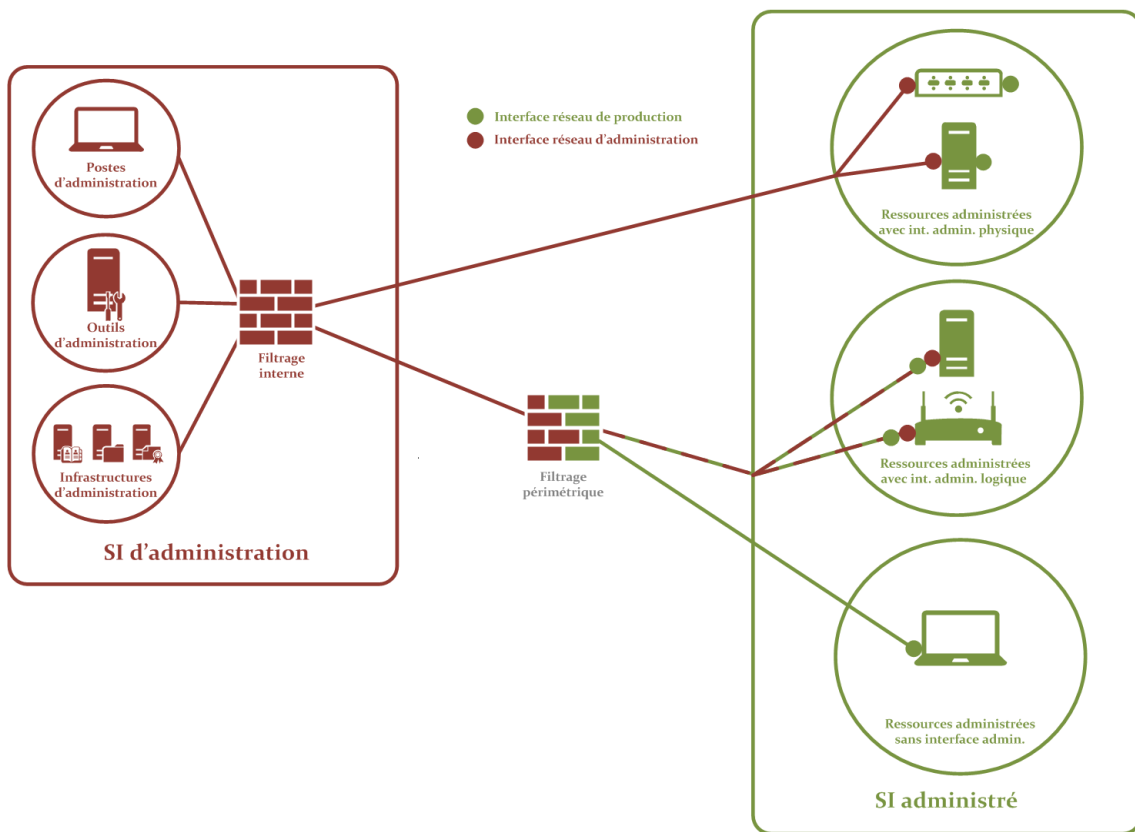 Postes
d'administration
Outils
d'administration
Infrastructures
d'administration
Filtrage
interne
SI d'administration
Interface réseau de production
Interface réseau d'administration
Filtrage
périmétrique
Ressources administrées
avec int. admin. physique
Ressources administrées
avec int. admin. logique
Ressources administrées
sans interface admin.
SI administré